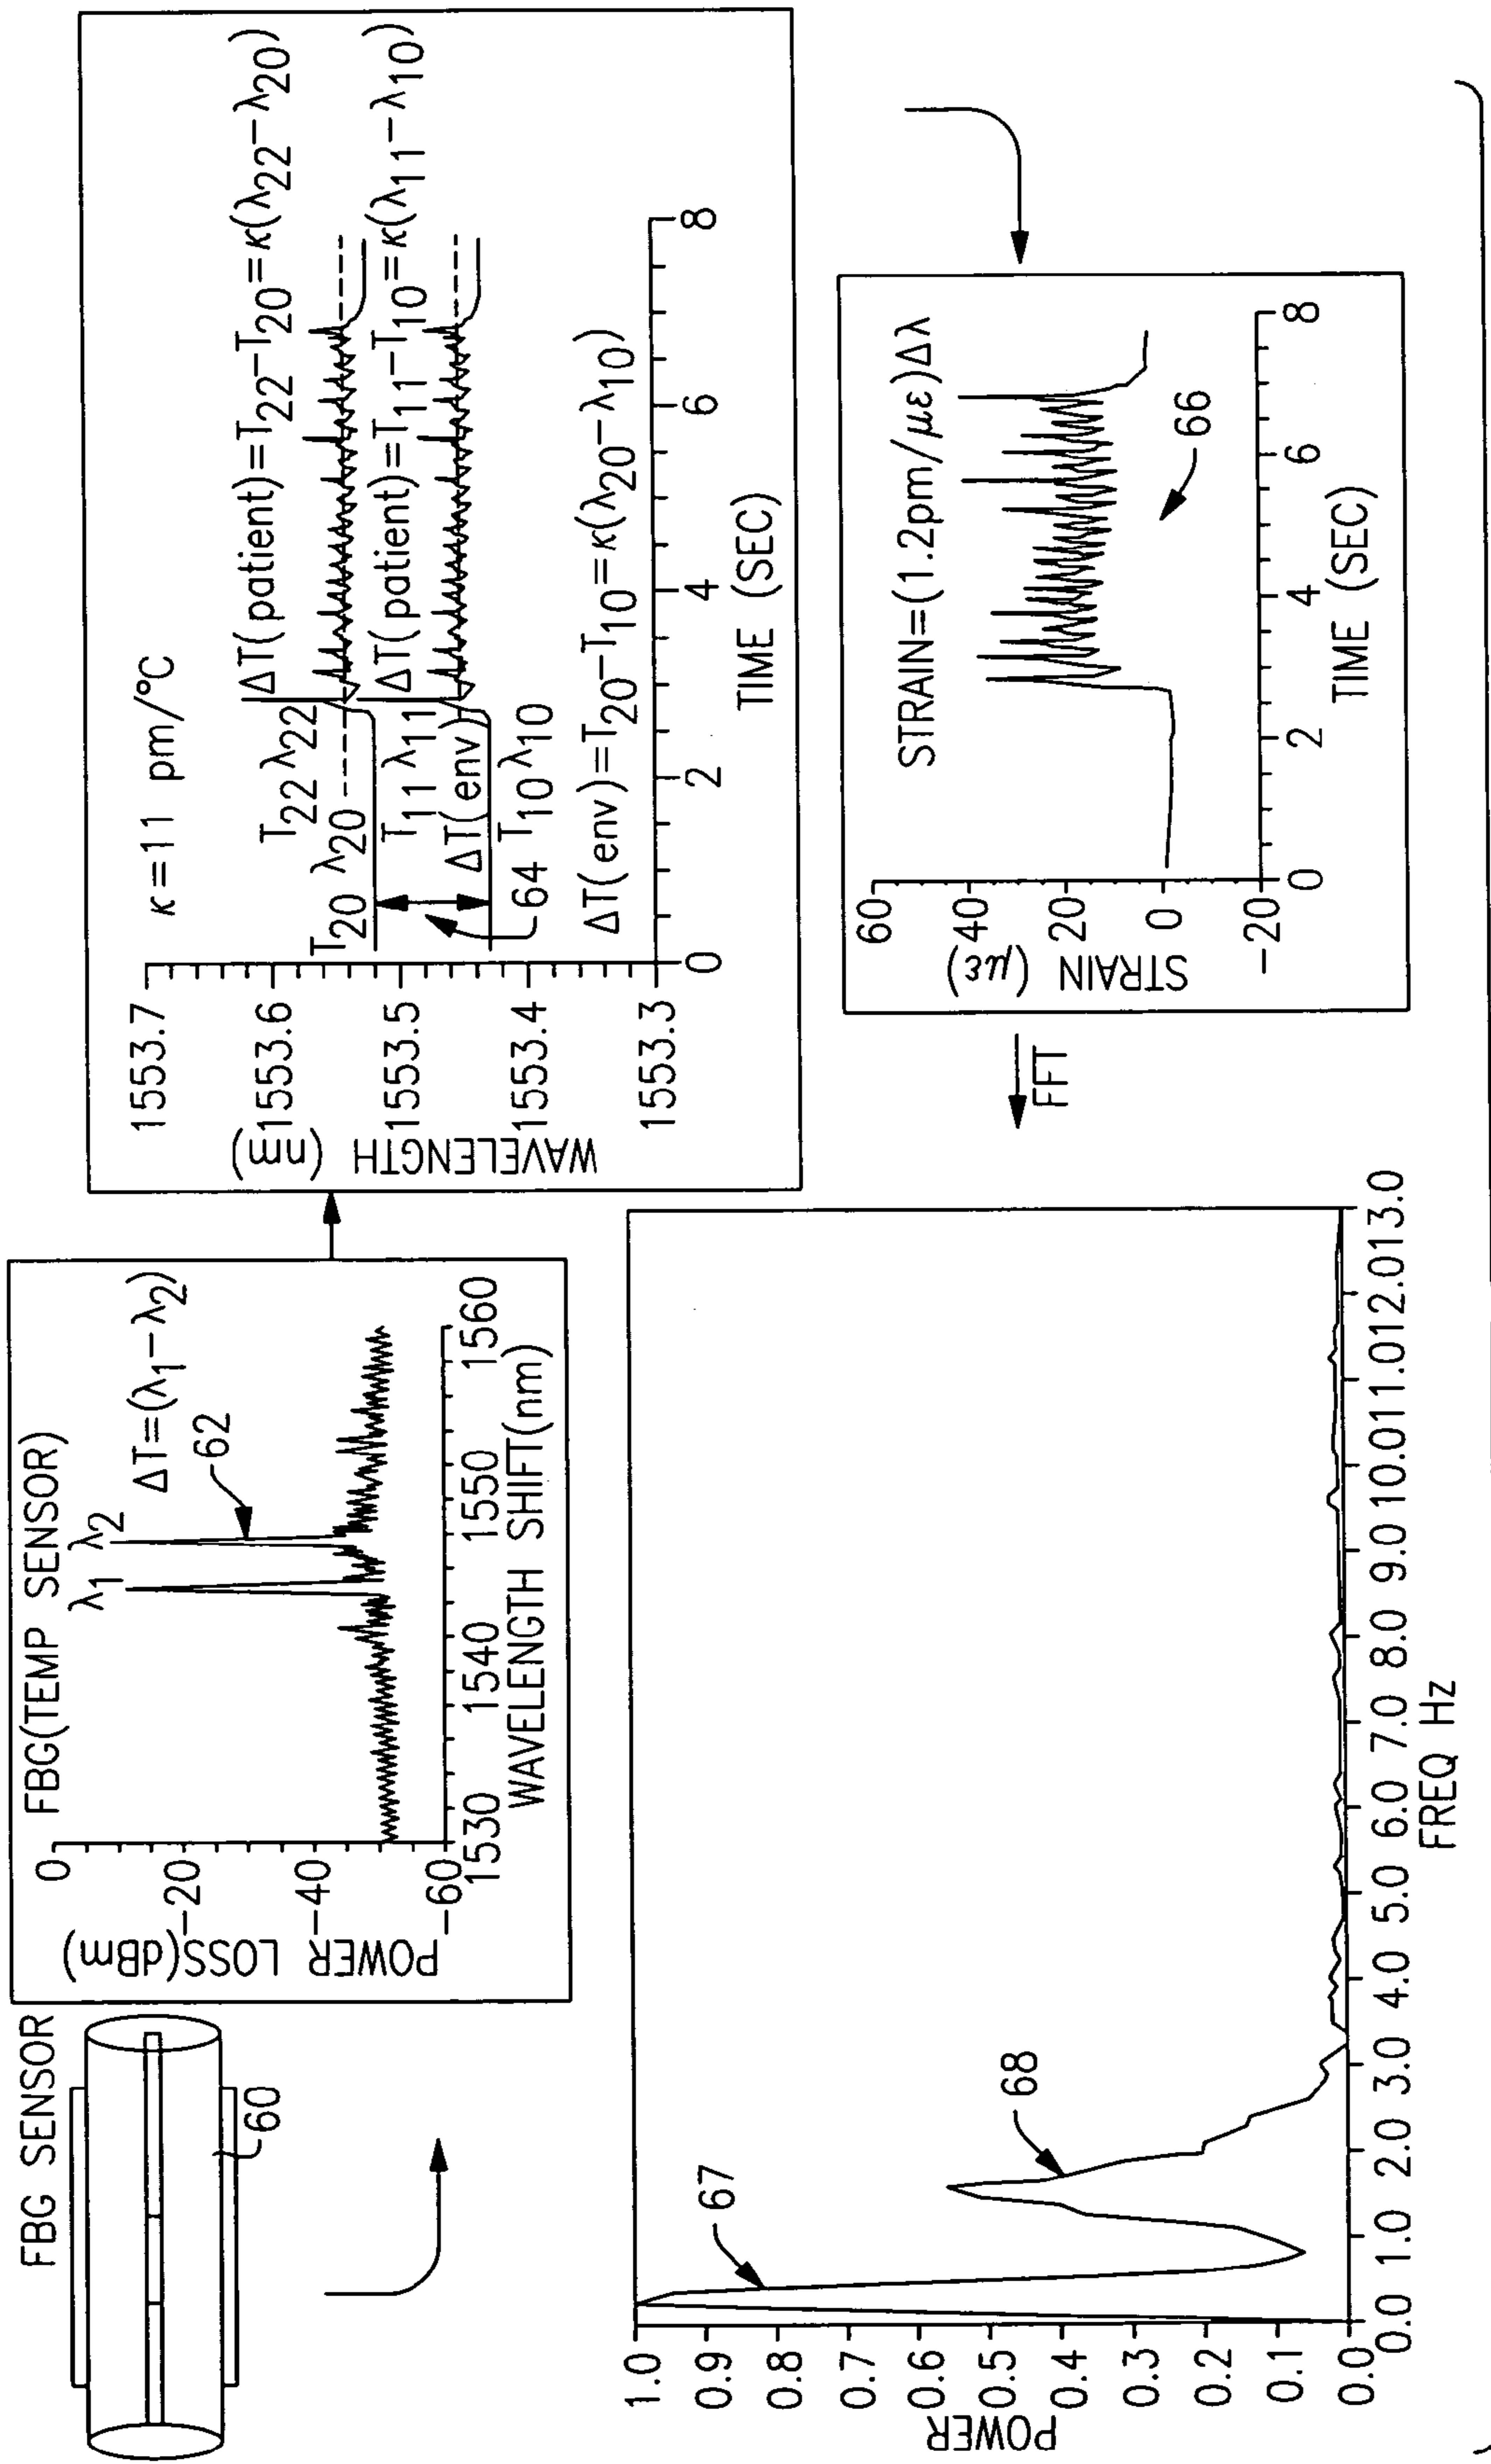 FBG SENSOR
60
FBG(TEMP SENSOR)
λ1 λ2
ΔT=(λ1-λ2)
62
0
-20
-40
-60
POWER LOSS(dBm)
1530 1540 1550 1560
WAVELENGTH SHIFT(nm)
κ=11 pm/°C
1553.7
1553.6
1553.5
1553.4
1553.3
WAVELENGTH (nm)
T22 λ22
ΔT(patient)=T22-T20=κ(λ22-λ20)
T20 λ20
T11 λ11
ΔT(patient)=T11-T10=κ(λ11-λ10)
ΔT(env)
64
T10 λ10
ΔT(env)=T20-T10=κ(λ20-λ10)
0 2 4 6 8
TIME (SEC)
STRAIN=(1.2pm/με)Δλ
60
40
20
0
-20
STRAIN (με)
66
0 2 4 6 8
TIME (SEC)
FFT
1.0
0.9
0.8
0.7
0.6
0.5
0.4
0.3
0.2
0.1
0.0
POWER
67
68
0.0 1.0 2.0 3.0 4.0 5.0 6.0 7.0 8.0 9.0 10.0 11.0 12.0 13.0
FREQ Hz